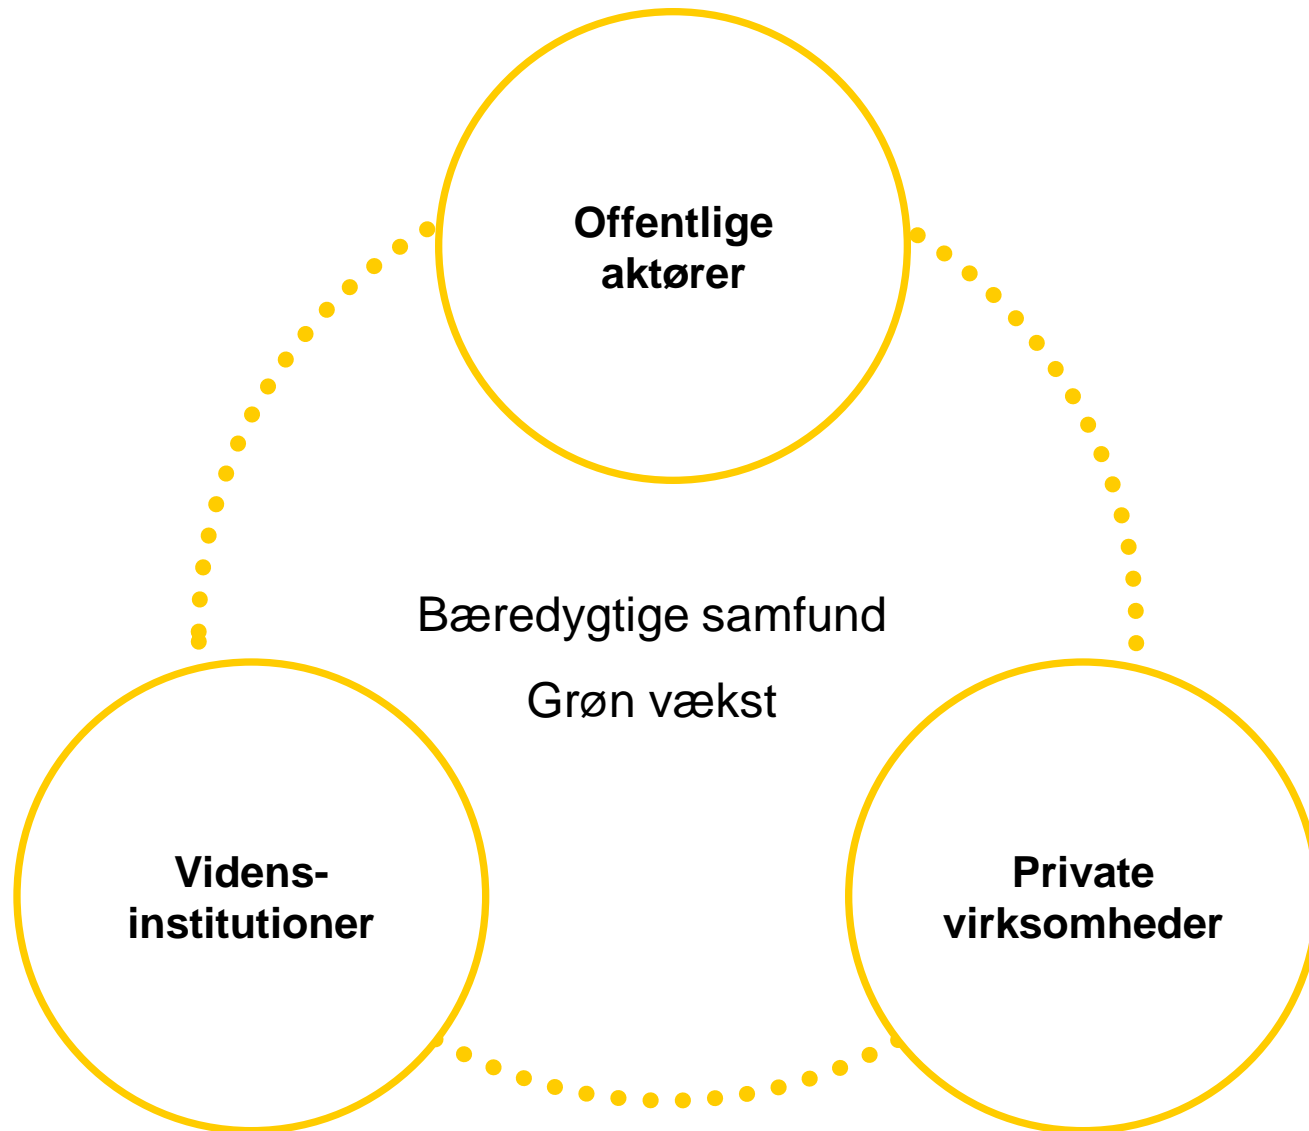 Offentlige
aktører
Bæredygtige samfund
Grøn vækst
Videns-
institutioner
Private
virksomheder